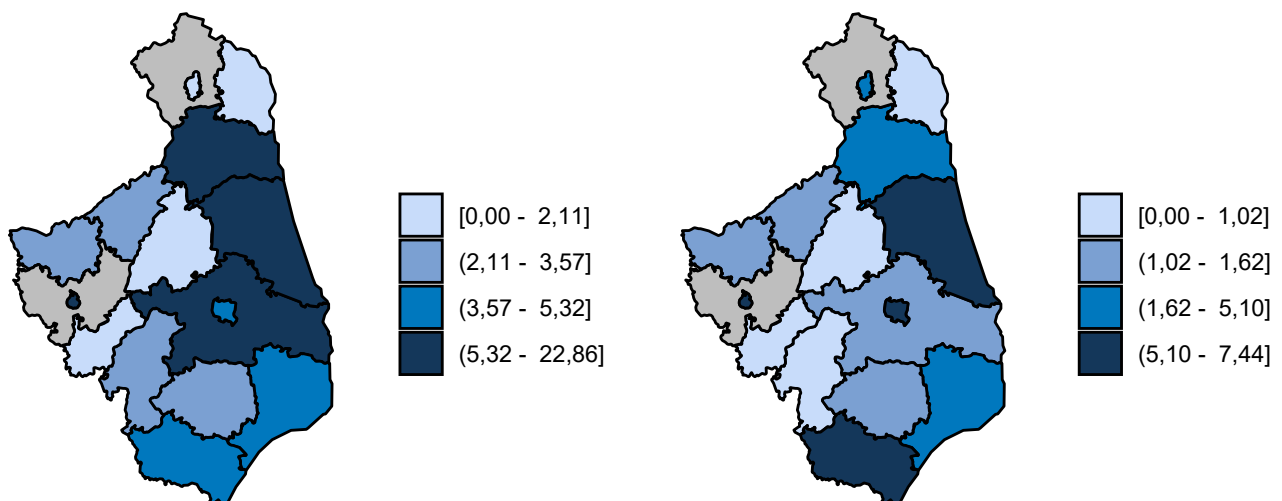 [0,00 - 2,11]
(2,11 - 3,57]
(3,57 - 5,32]
(5,32 - 22,86]
[0,00 - 1,02]
(1,02 - 1,62]
(1,62 - 5,10]
(5,10 - 7,44]